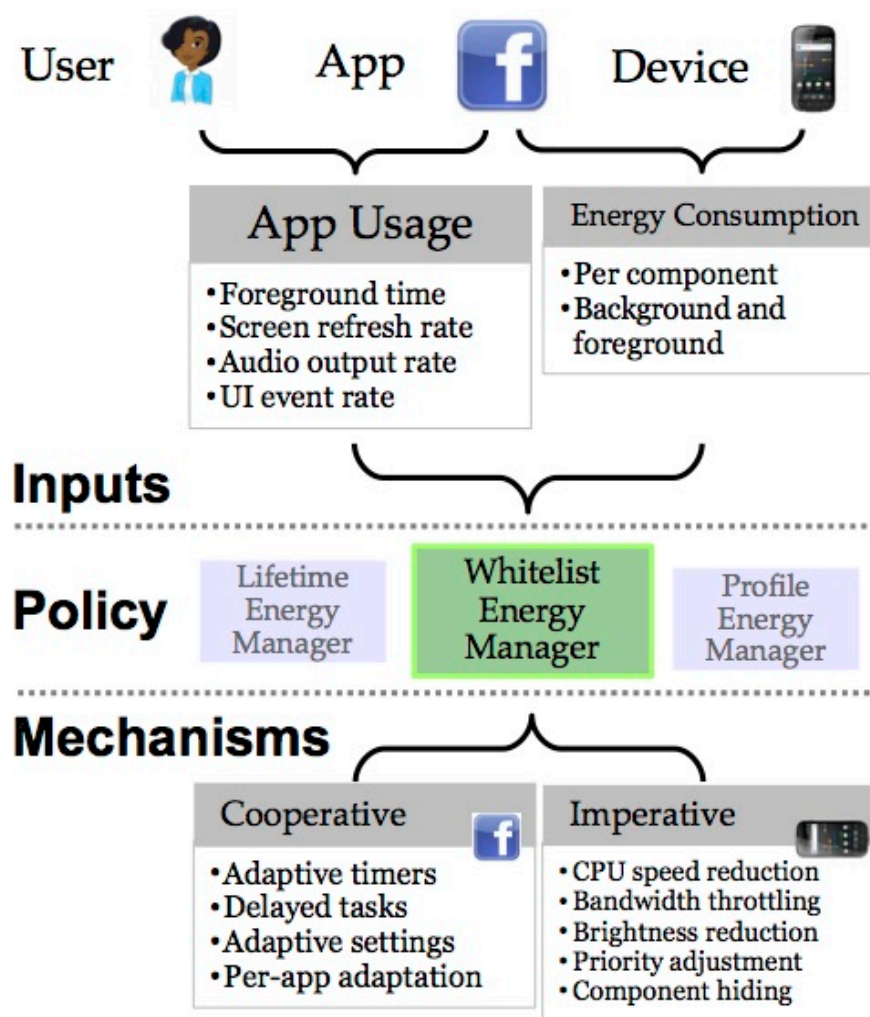 User App Device
App Usage
• Foreground time
• Screen refresh rate
• Audio output rate
• UI event rate
Energy Consumption
• Per component
• Background and
foreground
Inputs
Policy
Lifetime
Energy
Manager
Whitelist
Energy
Manager
Profile
Energy
Manager
Mechanisms
Cooperative
• Adaptive timers
• Delayed tasks
• Adaptive settings
• Per-app adaptation
Imperative
• CPU speed reduction
• Bandwidth throttling
• Brightness reduction
• Priority adjustment
• Component hiding